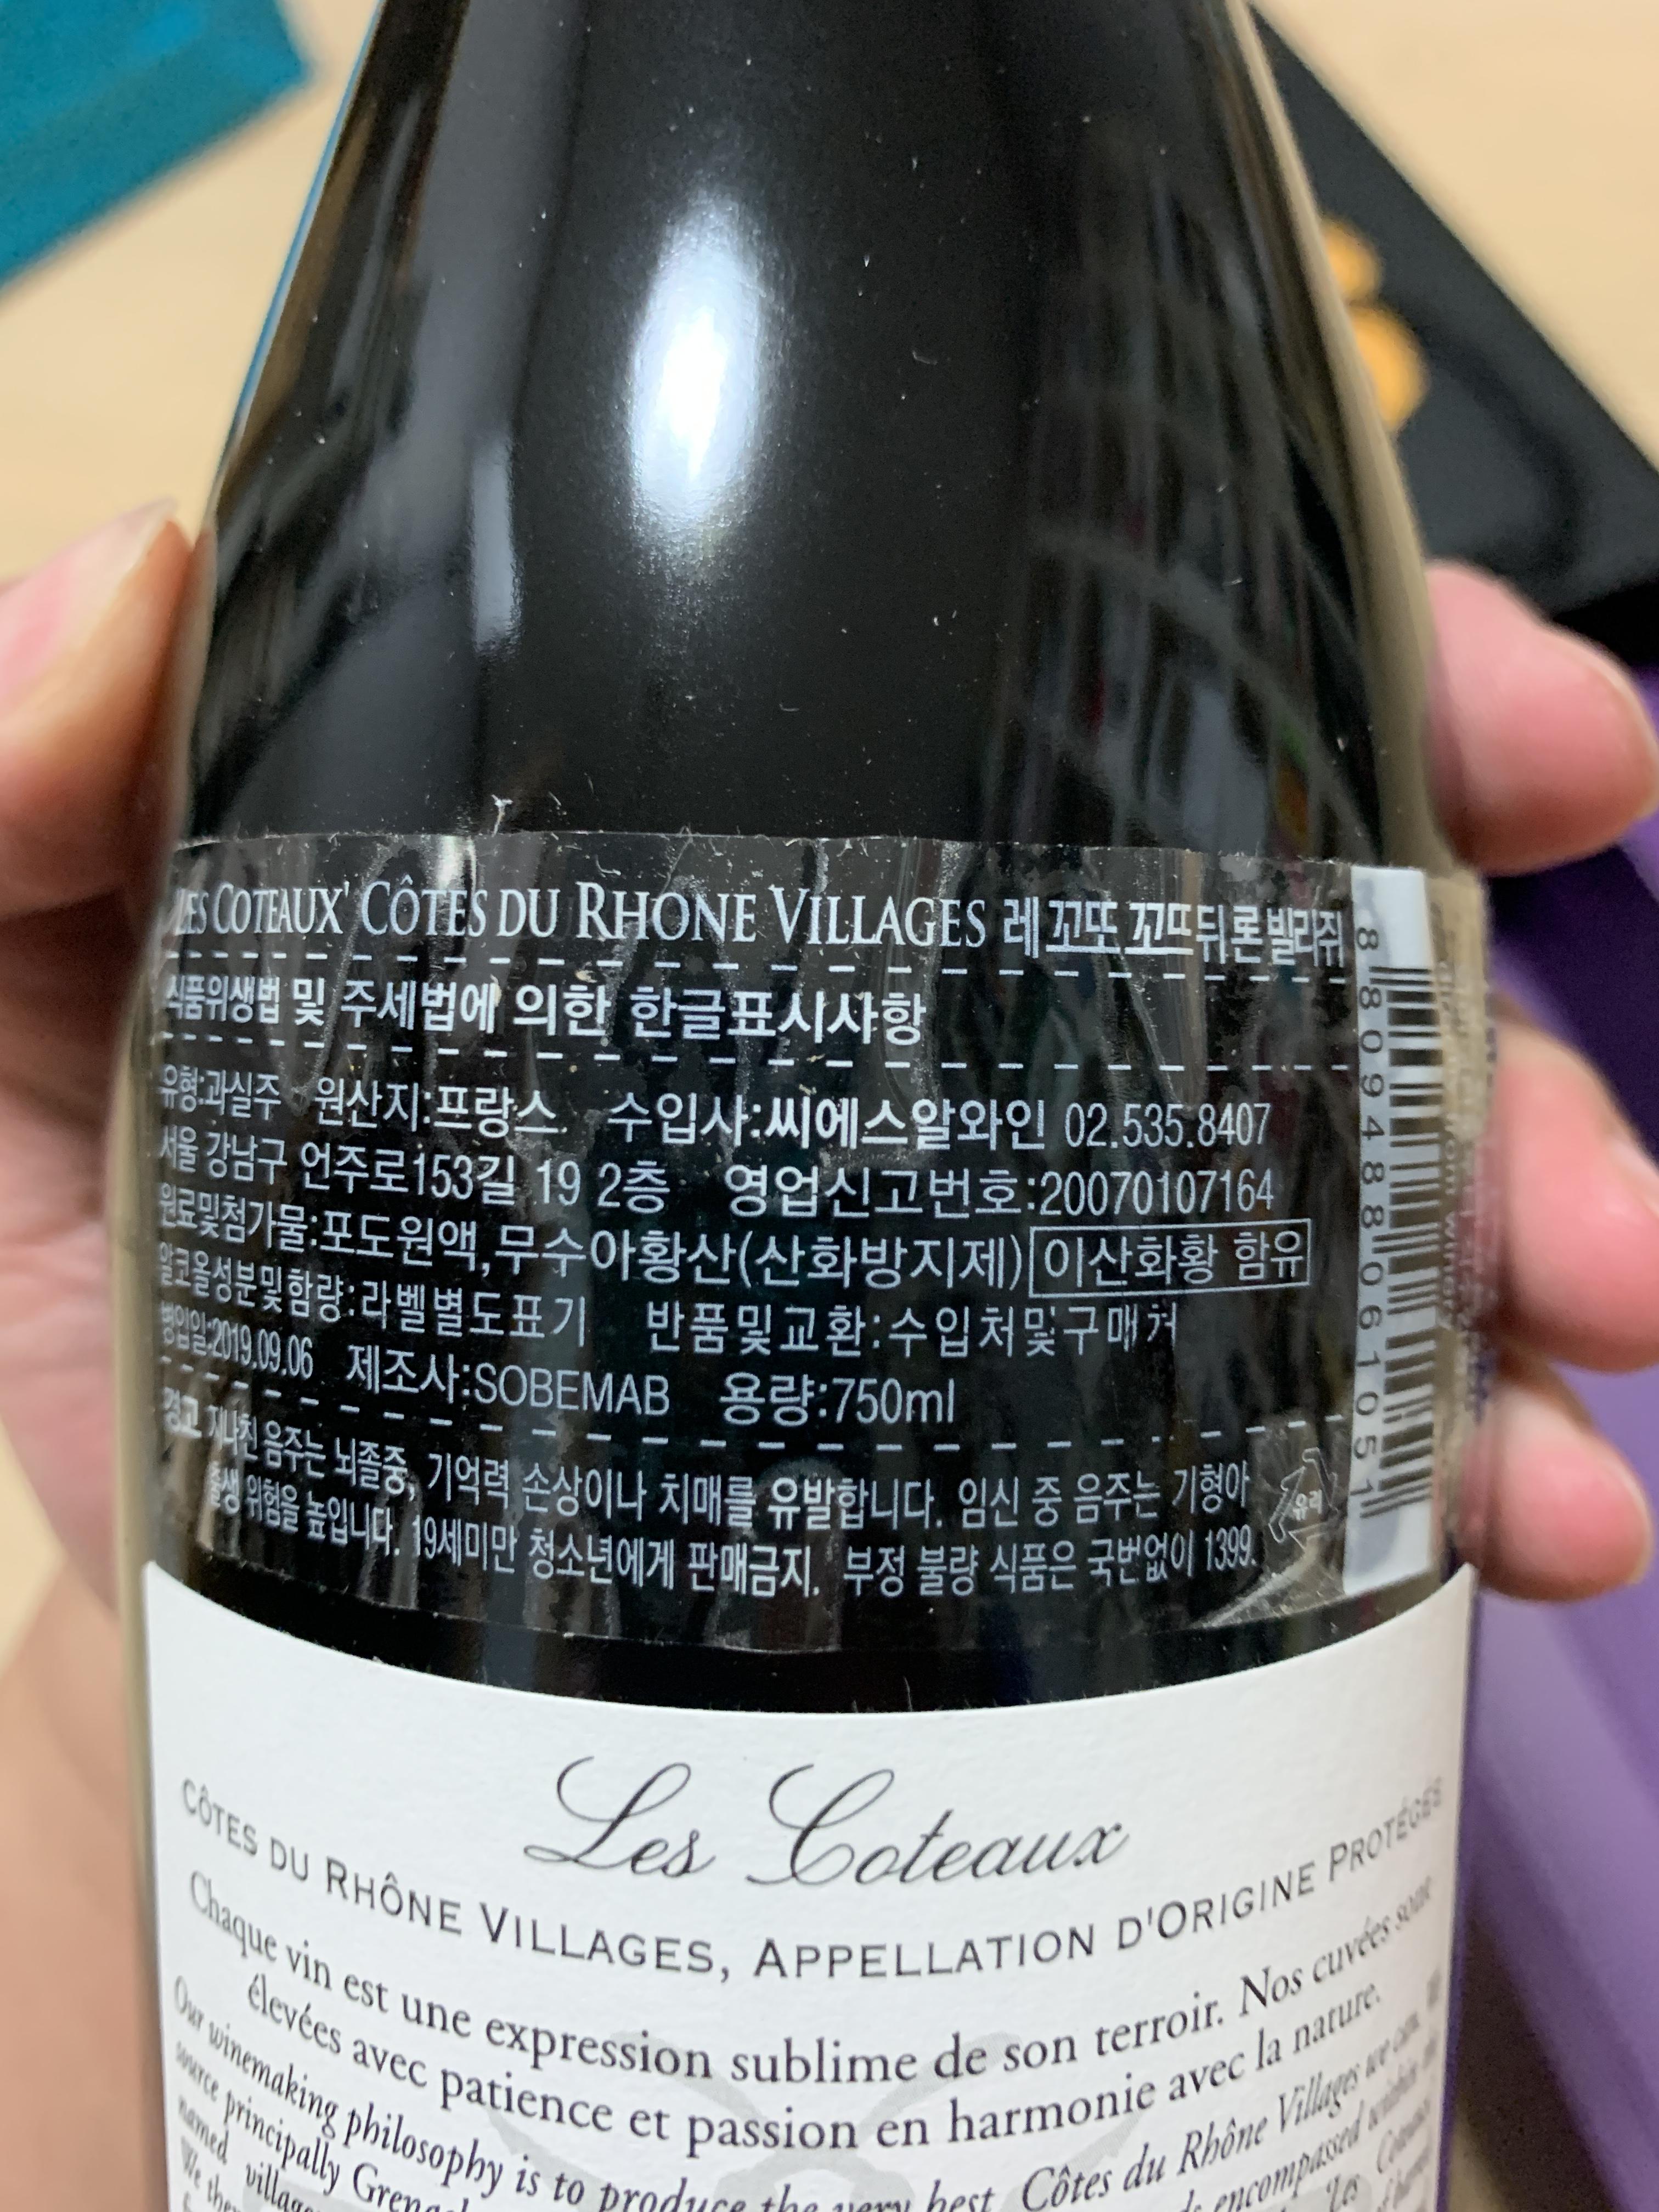 'LES COTEAUX' CÔTES DU RHONE VILLAGES 레 꼬또 꼬뜨 뒤 론 빌라쥐
식품위생법 및 주세법에 의한 한글표시사항
유형:과실주 원산지:프랑스 수입사:씨에스알와인 02.535.8407
서울 강남구 언주로153길 19 2층 영업신고번호:20070107164
원료및첨가물:포도원액,무수아황산(산화방지제) 이산화황 함유
알코올성분및함량:라벨별도표기 반품및교환:수입처및구매처
병입일:2019.09.06 제조사:SOBEMAB 용량:750ml
경고 지나친 음주는 뇌졸중, 기억력 손상이나 치매를 유발합니다. 임신 중 음주는 기형아
출생 위험을 높입니다. 19세미만 청소년에게 판매금지. 부정 불량 식품은 국번없이 1399.
유리
8809488061051
Les Coteaux
CÔTES DU RHÔNE VILLAGES, APPELLATION D'ORIGINE PROTÉGÉE
Chaque vin est une expression sublime de son terroir. Nos cuvées sont
élevées avec patience et passion en harmonie avec la nature.
Our winemaking philosophy is to produce the very best Côtes du Rhône Villages we can.
source principally encompassed within the
named 'Les Coteaux
We